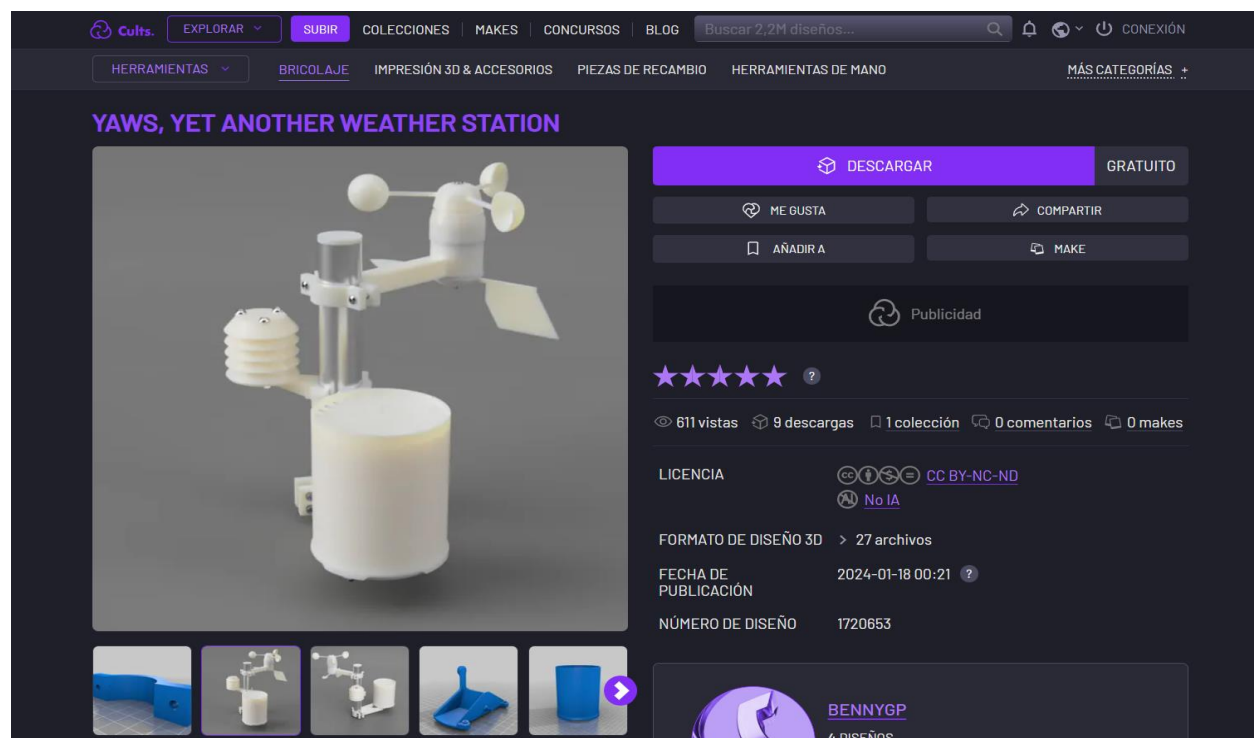 Cults.
EXPLORAR
SUBIR
COLECCIONES
MAKES
CONCURSOS
BLOG
Buscar 2,2M diseños...
CONEXIÓN
HERRAMIENTAS
BRICOLAJE
IMPRESIÓN 3D & ACCESORIOS
PIEZAS DE RECAMBIO
HERRAMIENTAS DE MANO
MÁS CATEGORÍAS +
YAWS, YET ANOTHER WEATHER STATION
DESCARGAR
GRATUITO
ME GUSTA
COMPARTIR
AÑADIR A
MAKE
Publicidad
?
611 vistas
9 descargas
1 colección
0 comentarios
0 makes
LICENCIA
CC BY-NC-ND
No IA
FORMATO DE DISEÑO 3D
> 27 archivos
FECHA DE
PUBLICACIÓN
2024-01-18 00:21 ?
NÚMERO DE DISEÑO
1720653
BENNYGP
4 DISEÑOS